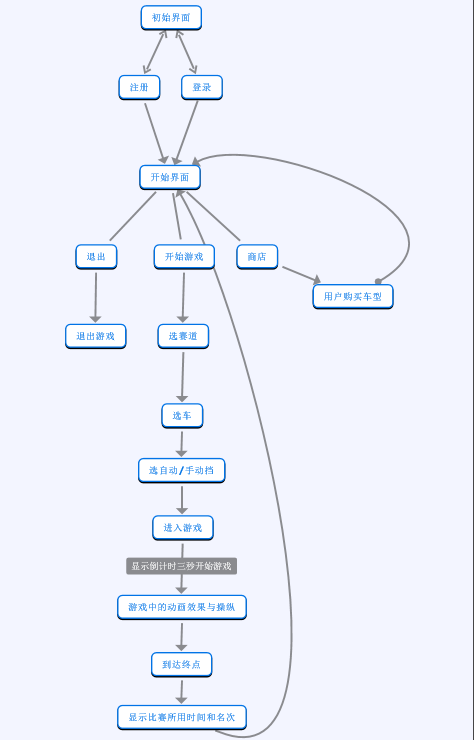 初始界面
注册
登录
开始界面
退出
开始游戏
商店
用户购买车型
退出游戏
选赛道
选车
选自动/手动挡
进入游戏
显示倒计时三秒开始游戏
游戏中的动画效果与操纵
到达终点
显示比赛所用时间和名次